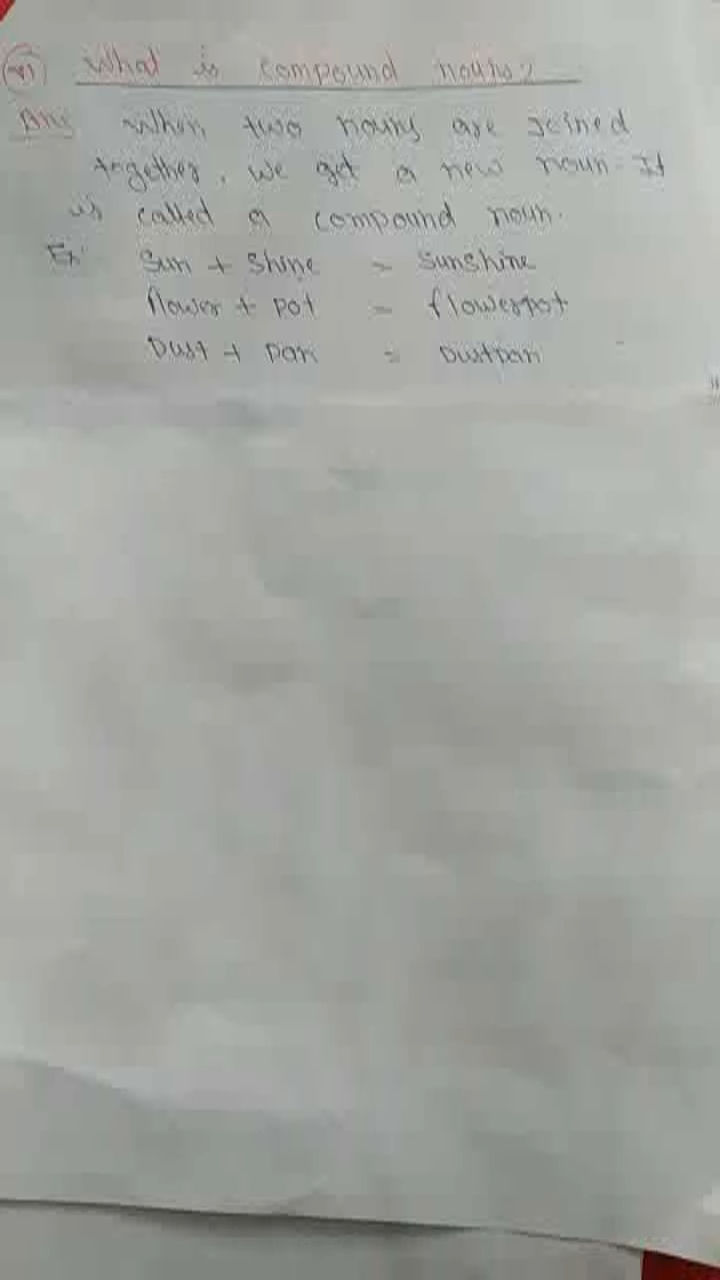 What is compound nouns?
Ans When two nouns are Joined
together, we get a new noun. It
is called a compound noun.
Ex: Sun + Shine = Sunshine
flower + pot = flowerpot
Dust + pan = Dustpan